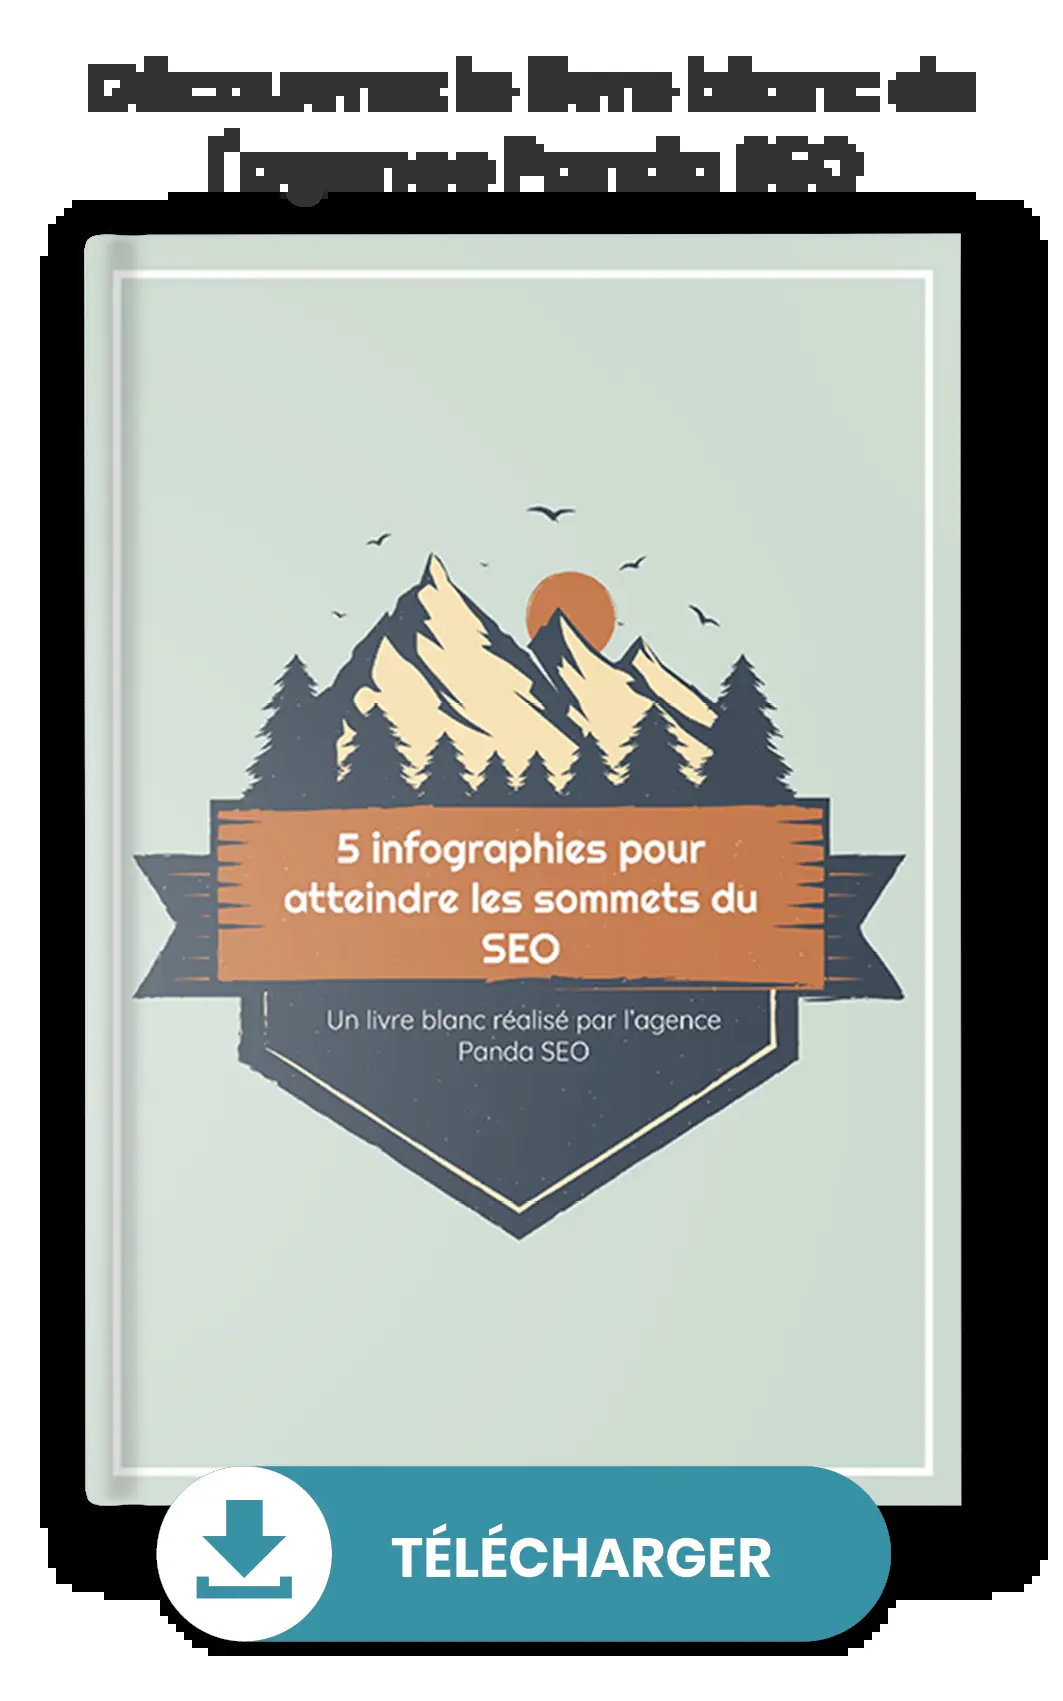 Découvrez le livre blanc de
l'agence Panda SEO
5 infographies pour
atteindre les sommets du
SEO
Un livre blanc réalisé par l'agence
Panda SEO
TÉLÉCHARGER